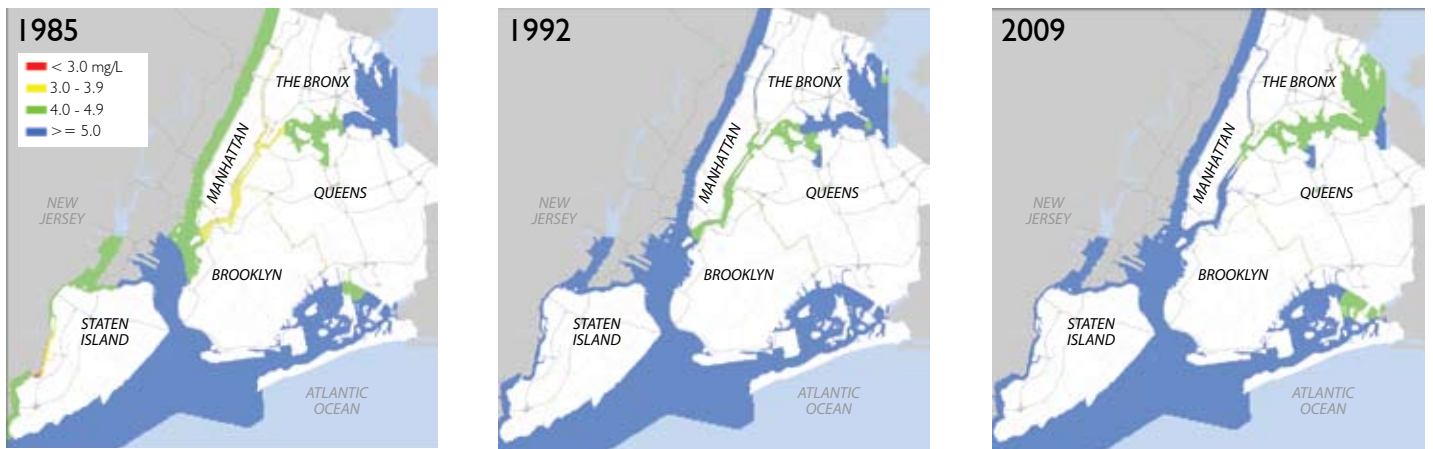 1985
< 3.0 mg/L
3.0 - 3.9
4.0 - 4.9
>= 5.0
THE BRONX
MANHATTAN
QUEENS
NEW
JERSEY
BROOKLYN
STATEN
ISLAND
ATLANTIC
OCEAN
1992
THE BRONX
MANHATTAN
QUEENS
NEW
JERSEY
BROOKLYN
STATEN
ISLAND
ATLANTIC
OCEAN
2009
THE BRONX
MANHATTAN
QUEENS
NEW
JERSEY
BROOKLYN
STATEN
ISLAND
ATLANTIC
OCEAN